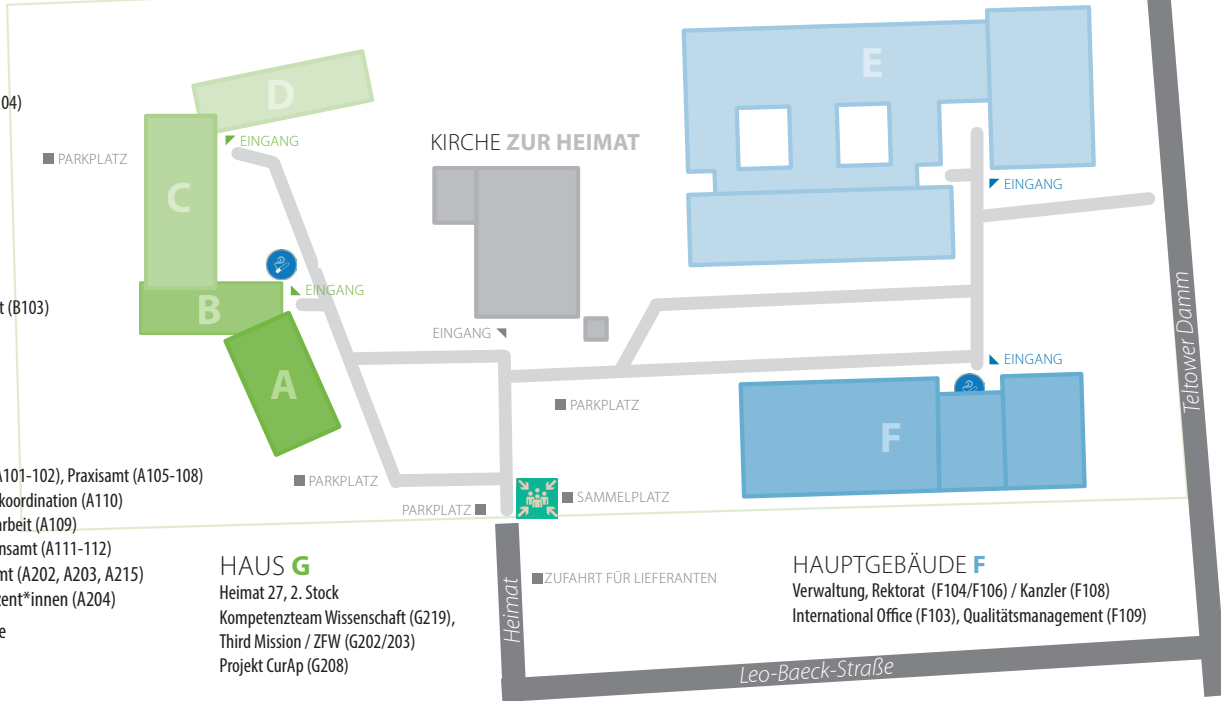 E
D
04)
EINGANG
KIRCHE ZUR HEIMAT
PARKPLATZ
C
EINGANG
EINGANG
t (B103)
B
EINGANG
Teltower Damm
EINGANG
A
PARKPLATZ
F
A101-102), Praxisamt (A105-108)
PARKPLATZ
koordination (A110)
SAMMELPLATZ
PARKPLATZ
arbeit (A109)
nsamt (A111-112)
mt (A202, A203, A215)
zent*innen (A204)
e
HAUS G
Heimat 27, 2. Stock
Kompetenzteam Wissenschaft (G219),
Third Mission / ZFW (G202/203)
Projekt CurAp (G208)
Heimat
ZUFAHRT FÜR LIEFERANTEN
HAUPTGEBÄUDE F
Verwaltung, Rektorat (F104/F106) / Kanzler (F108)
International Office (F103), Qualitätsmanagement (F109)
Leo-Baeck-Straße